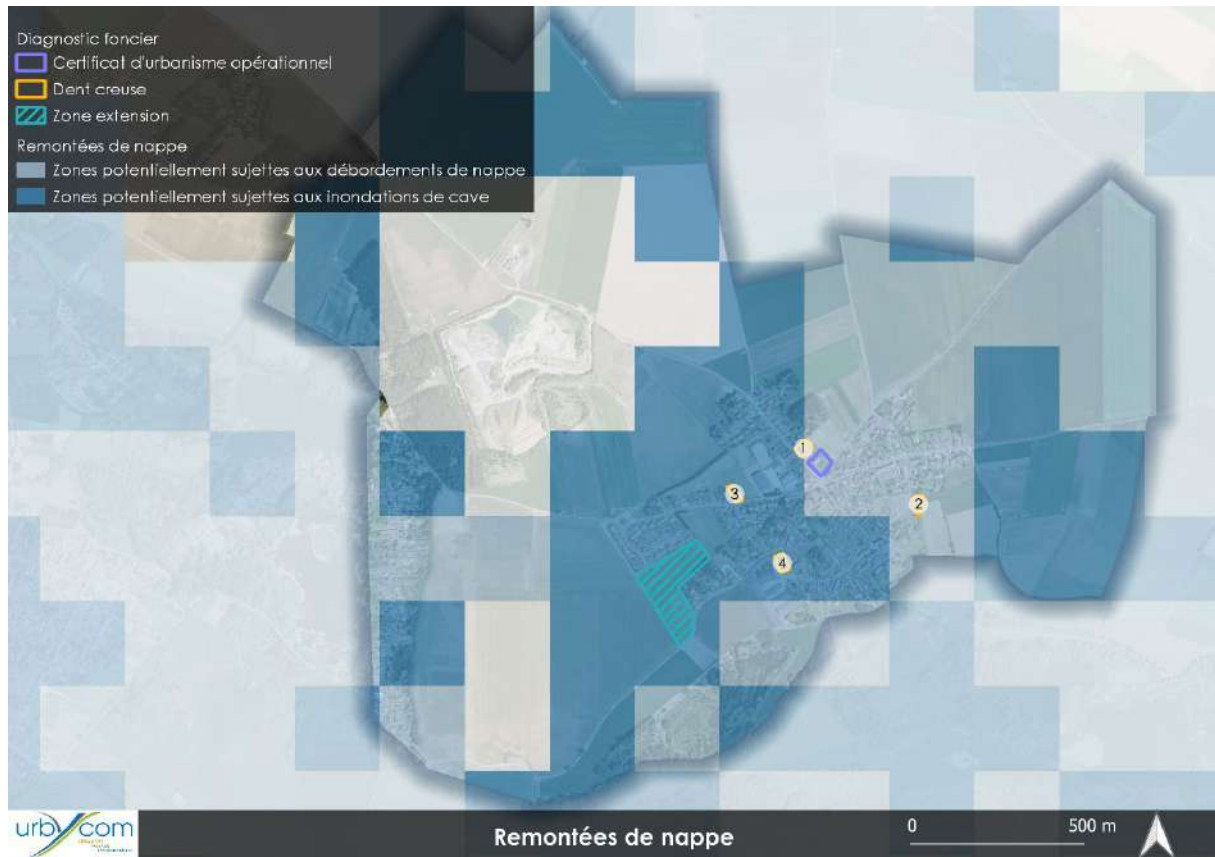 Diagnostic foncier
Certificat d'urbanisme opérationnel
Dent creuse
Zone extension
Remontées de nappe
Zones potentiellement sujettes aux débordements de nappe
Zones potentiellement sujettes aux inondations de cave
1
3
2
4
urbycom
Remontées de nappe
0 500 m